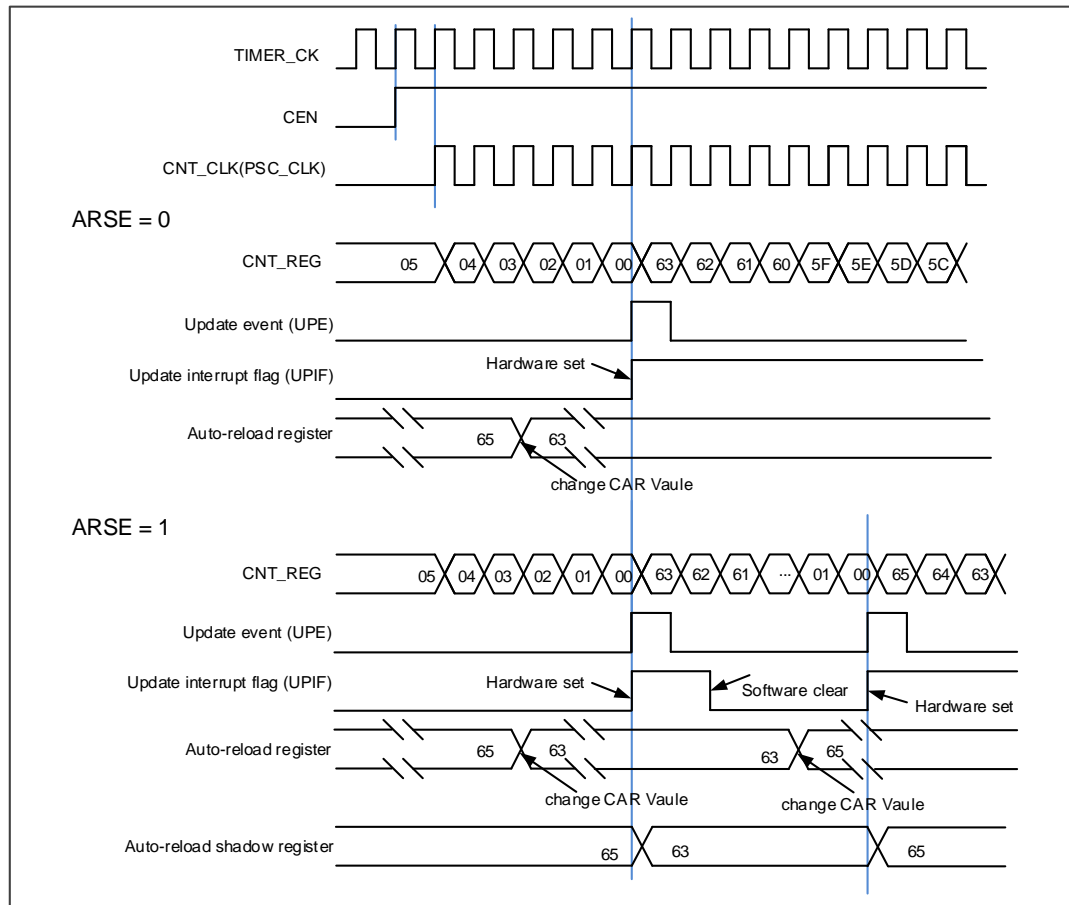 TIMER_CK
CEN
CNT_CLK(PSC_CLK)
ARSE = 0
CNT_REG
05 04 03 02 01 00 63 62 61 60 5F 5E 5D 5C
Update event (UPE)
Hardware set
Update interrupt flag (UPIF)
Auto-reload register
65 63
change CAR Vaule
ARSE = 1
CNT_REG
05 04 03 02 01 00 63 62 61 ... 01 00 65 64 63
Update event (UPE)
Update interrupt flag (UPIF)
Hardware set
Software clear
Hardware set
Auto-reload register
65 63 63 65
change CAR Vaule
change CAR Vaule
Auto-reload shadow register
65 63 65